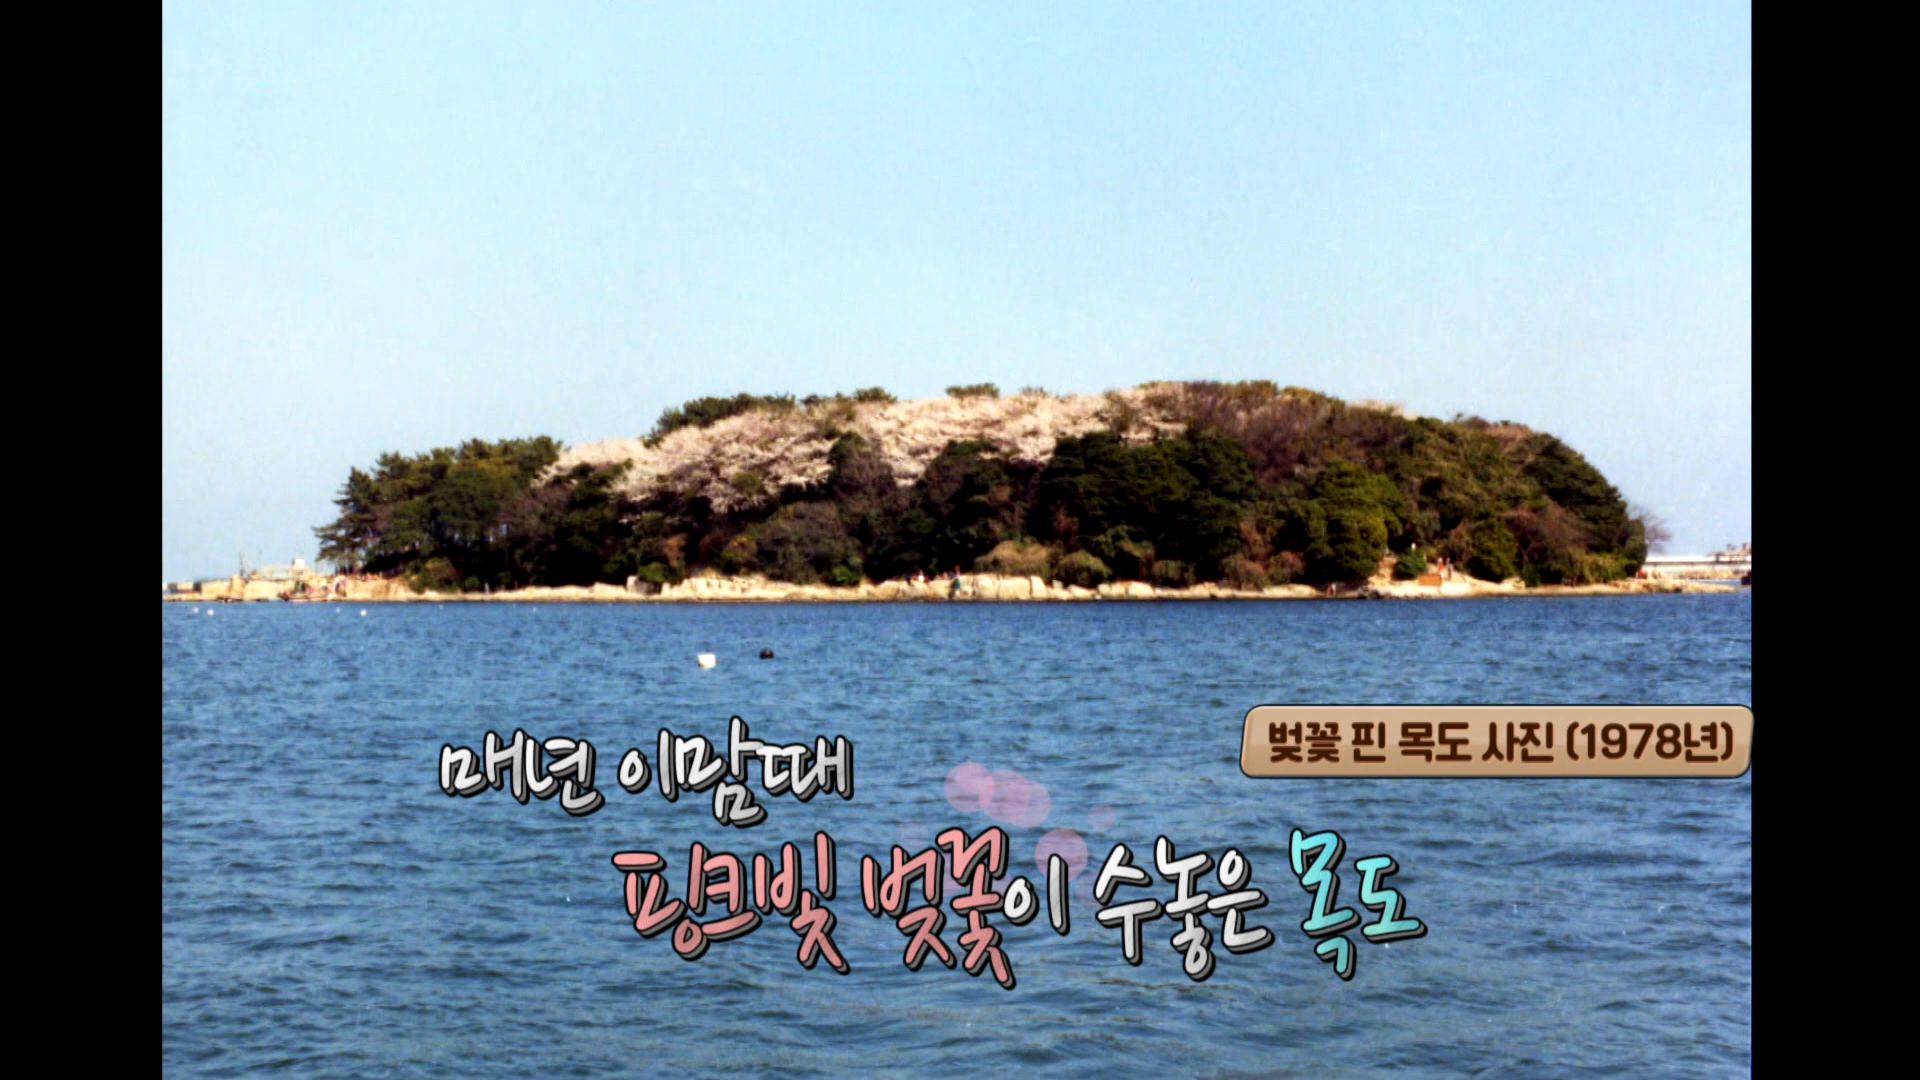 벚꽃 핀 목도 사진 (1978년)
매년 이맘때
핑크빛 벚꽃이 수놓은 목도